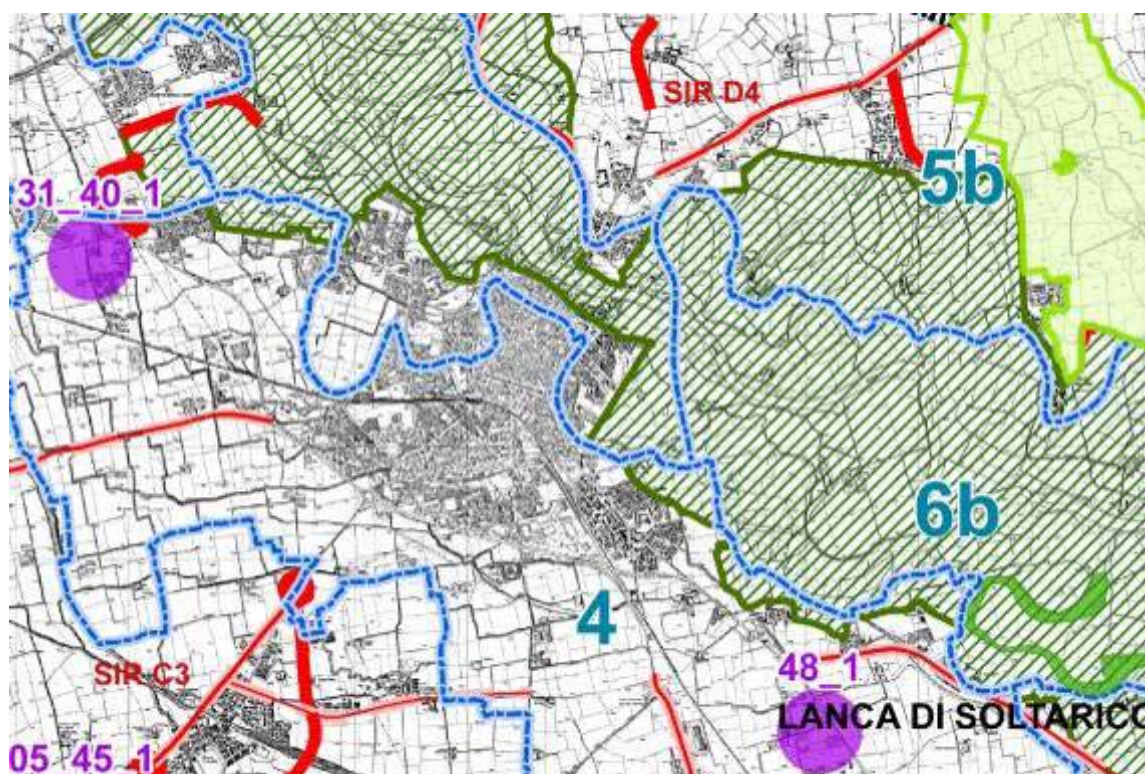 SIR D4
5b
31_40_1
6b
4
48_1
SIR C3
LANCA DI SOLTARICO
05_45_1